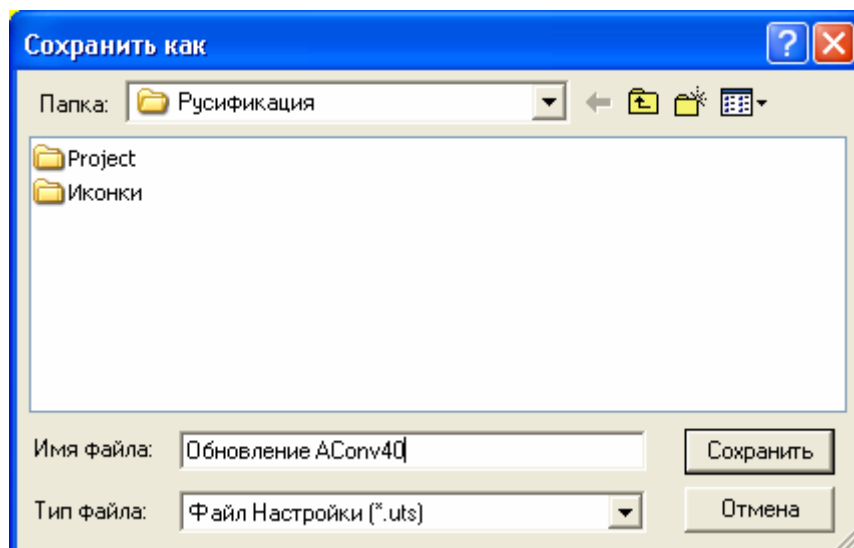 Сохранить как
Папка: Русификация
Project
Иконки
Имя файла: Обновление AConv40 Сохранить
Тип файла: Файл Настройки (*.uts) Отмена